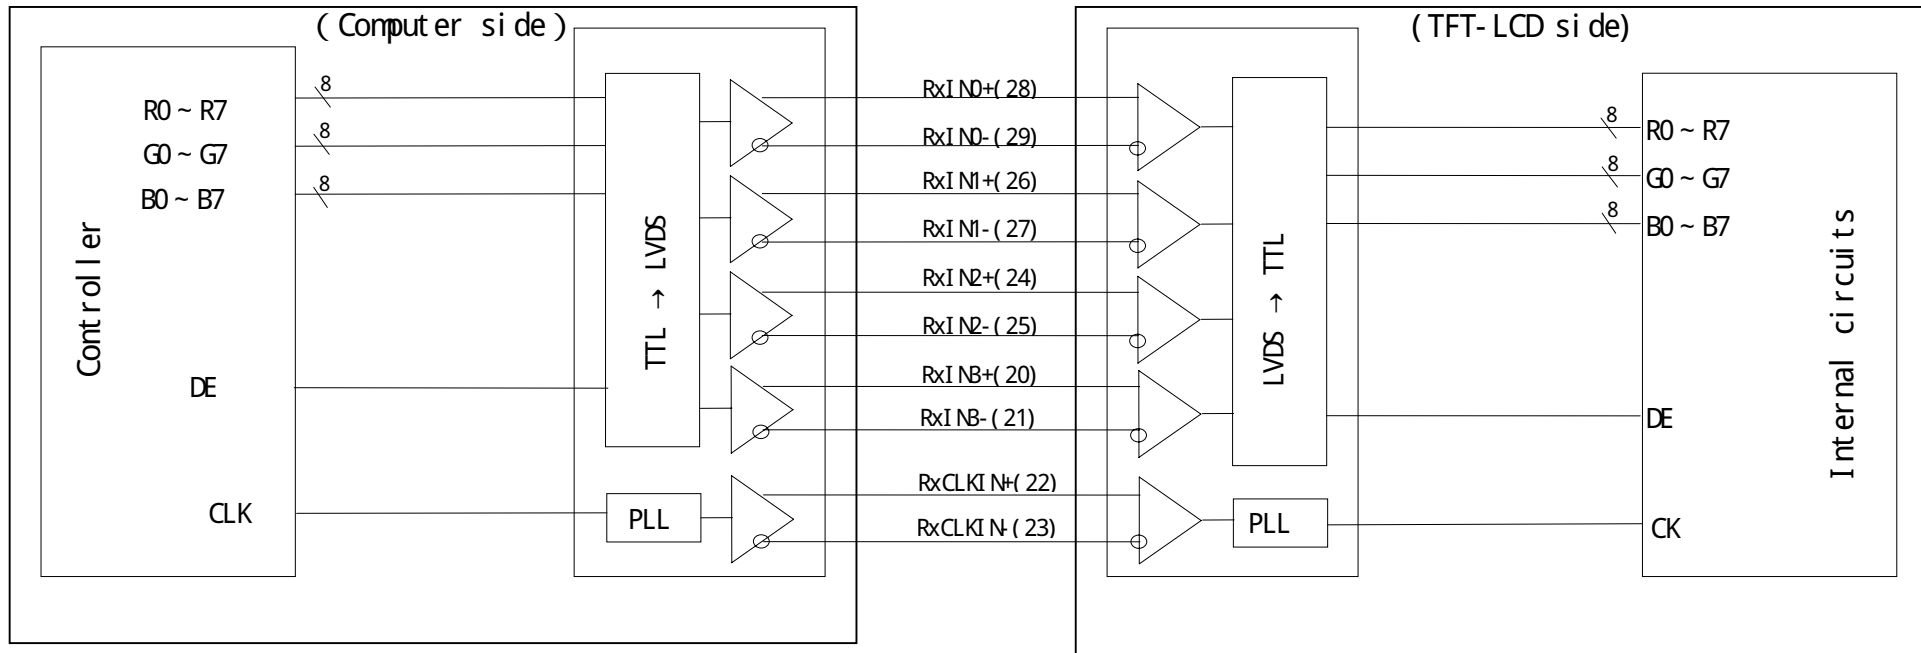 (Computer side)
(TFT-LCD side)
Controller
R0 ~ R7
G0 ~ G7
B0 ~ B7
DE
CLK
8
8
8
TTL → LVDS
PLL
RxIN0+(28)
RxIN0-(29)
RxIN1+(26)
RxIN1-(27)
RxIN2+(24)
RxIN2-(25)
RxIN3+(20)
RxIN3-(21)
RxCLKIN+(22)
RxCLKIN-(23)
LVDS → TTL
PLL
8
8
8
R0 ~ R7
G0 ~ G7
B0 ~ B7
DE
CK
Internal circuits